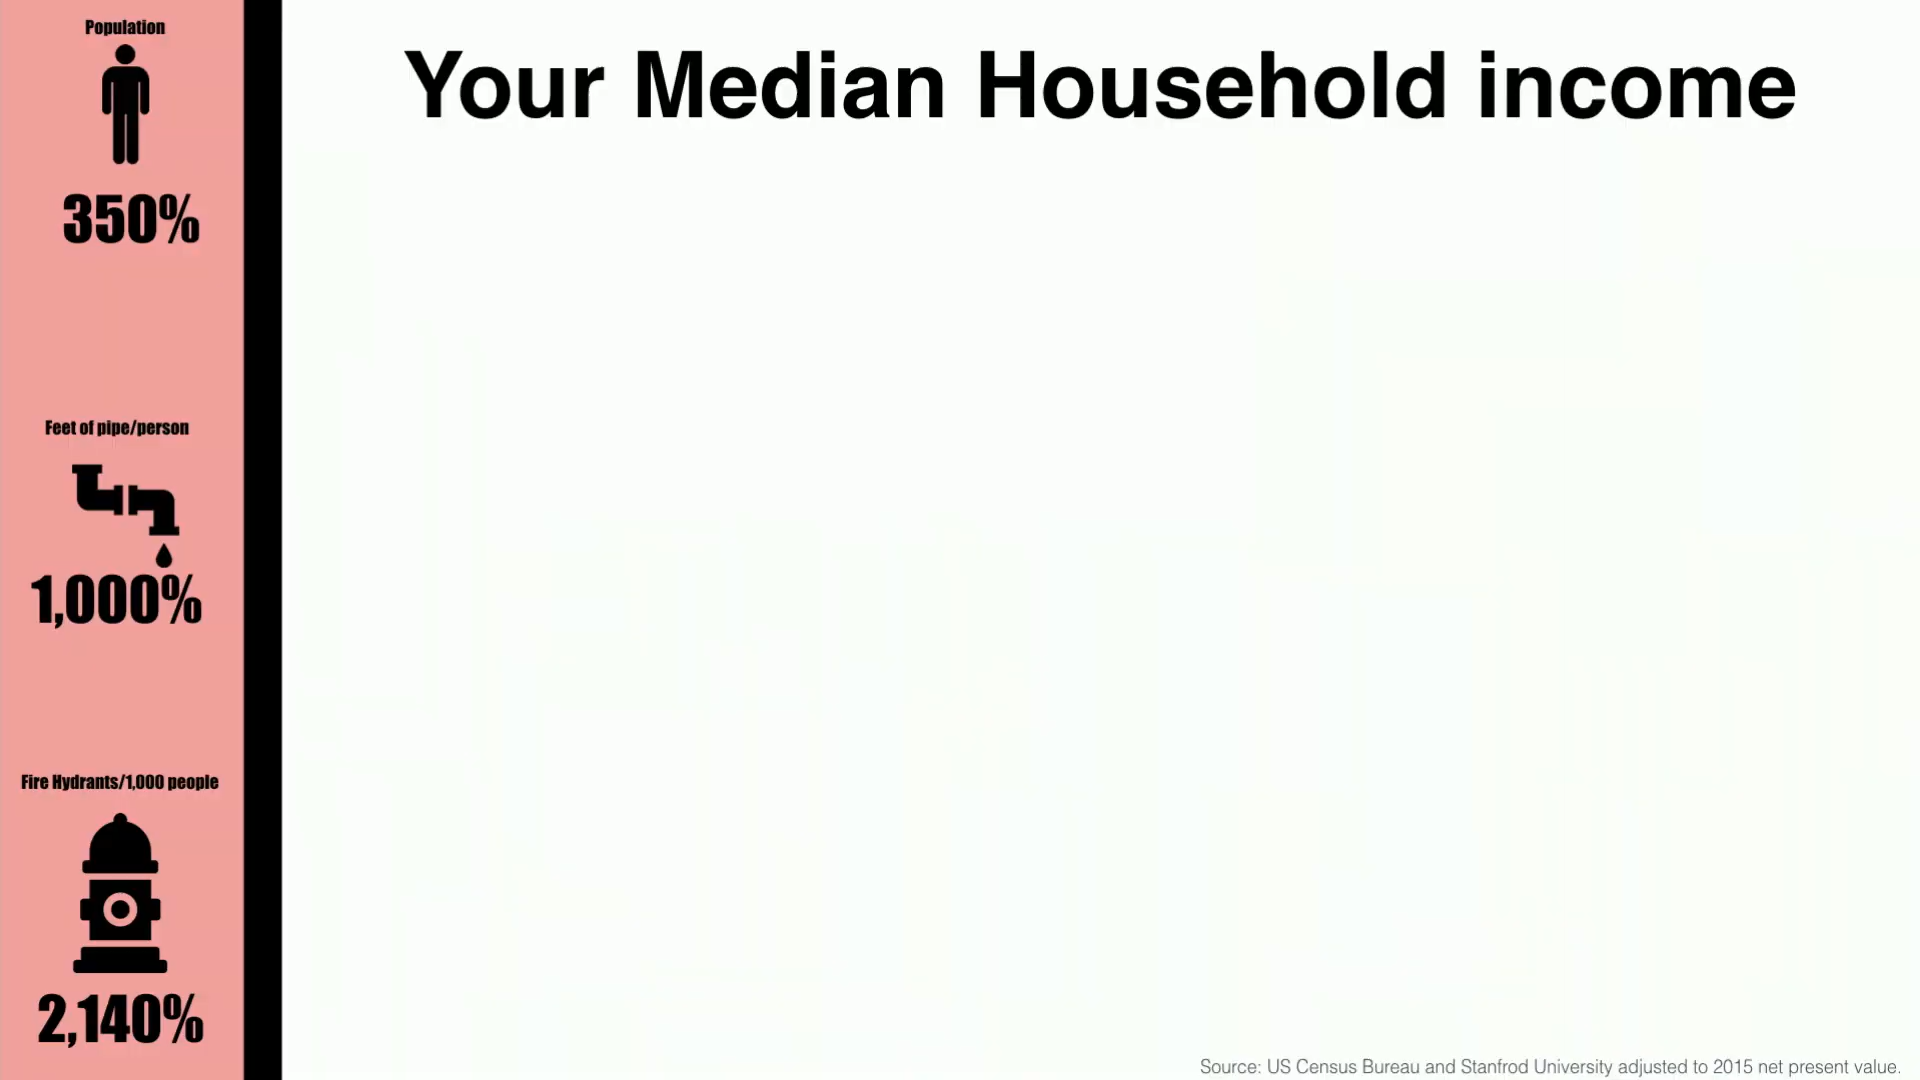 Population
350%
Feet of pipe/person
1,000%
Fire Hydrants/1,000 people
2,140%
Your Median Household income
Source: US Census Bureau and Stanfrod University adjusted to 2015 net present value.